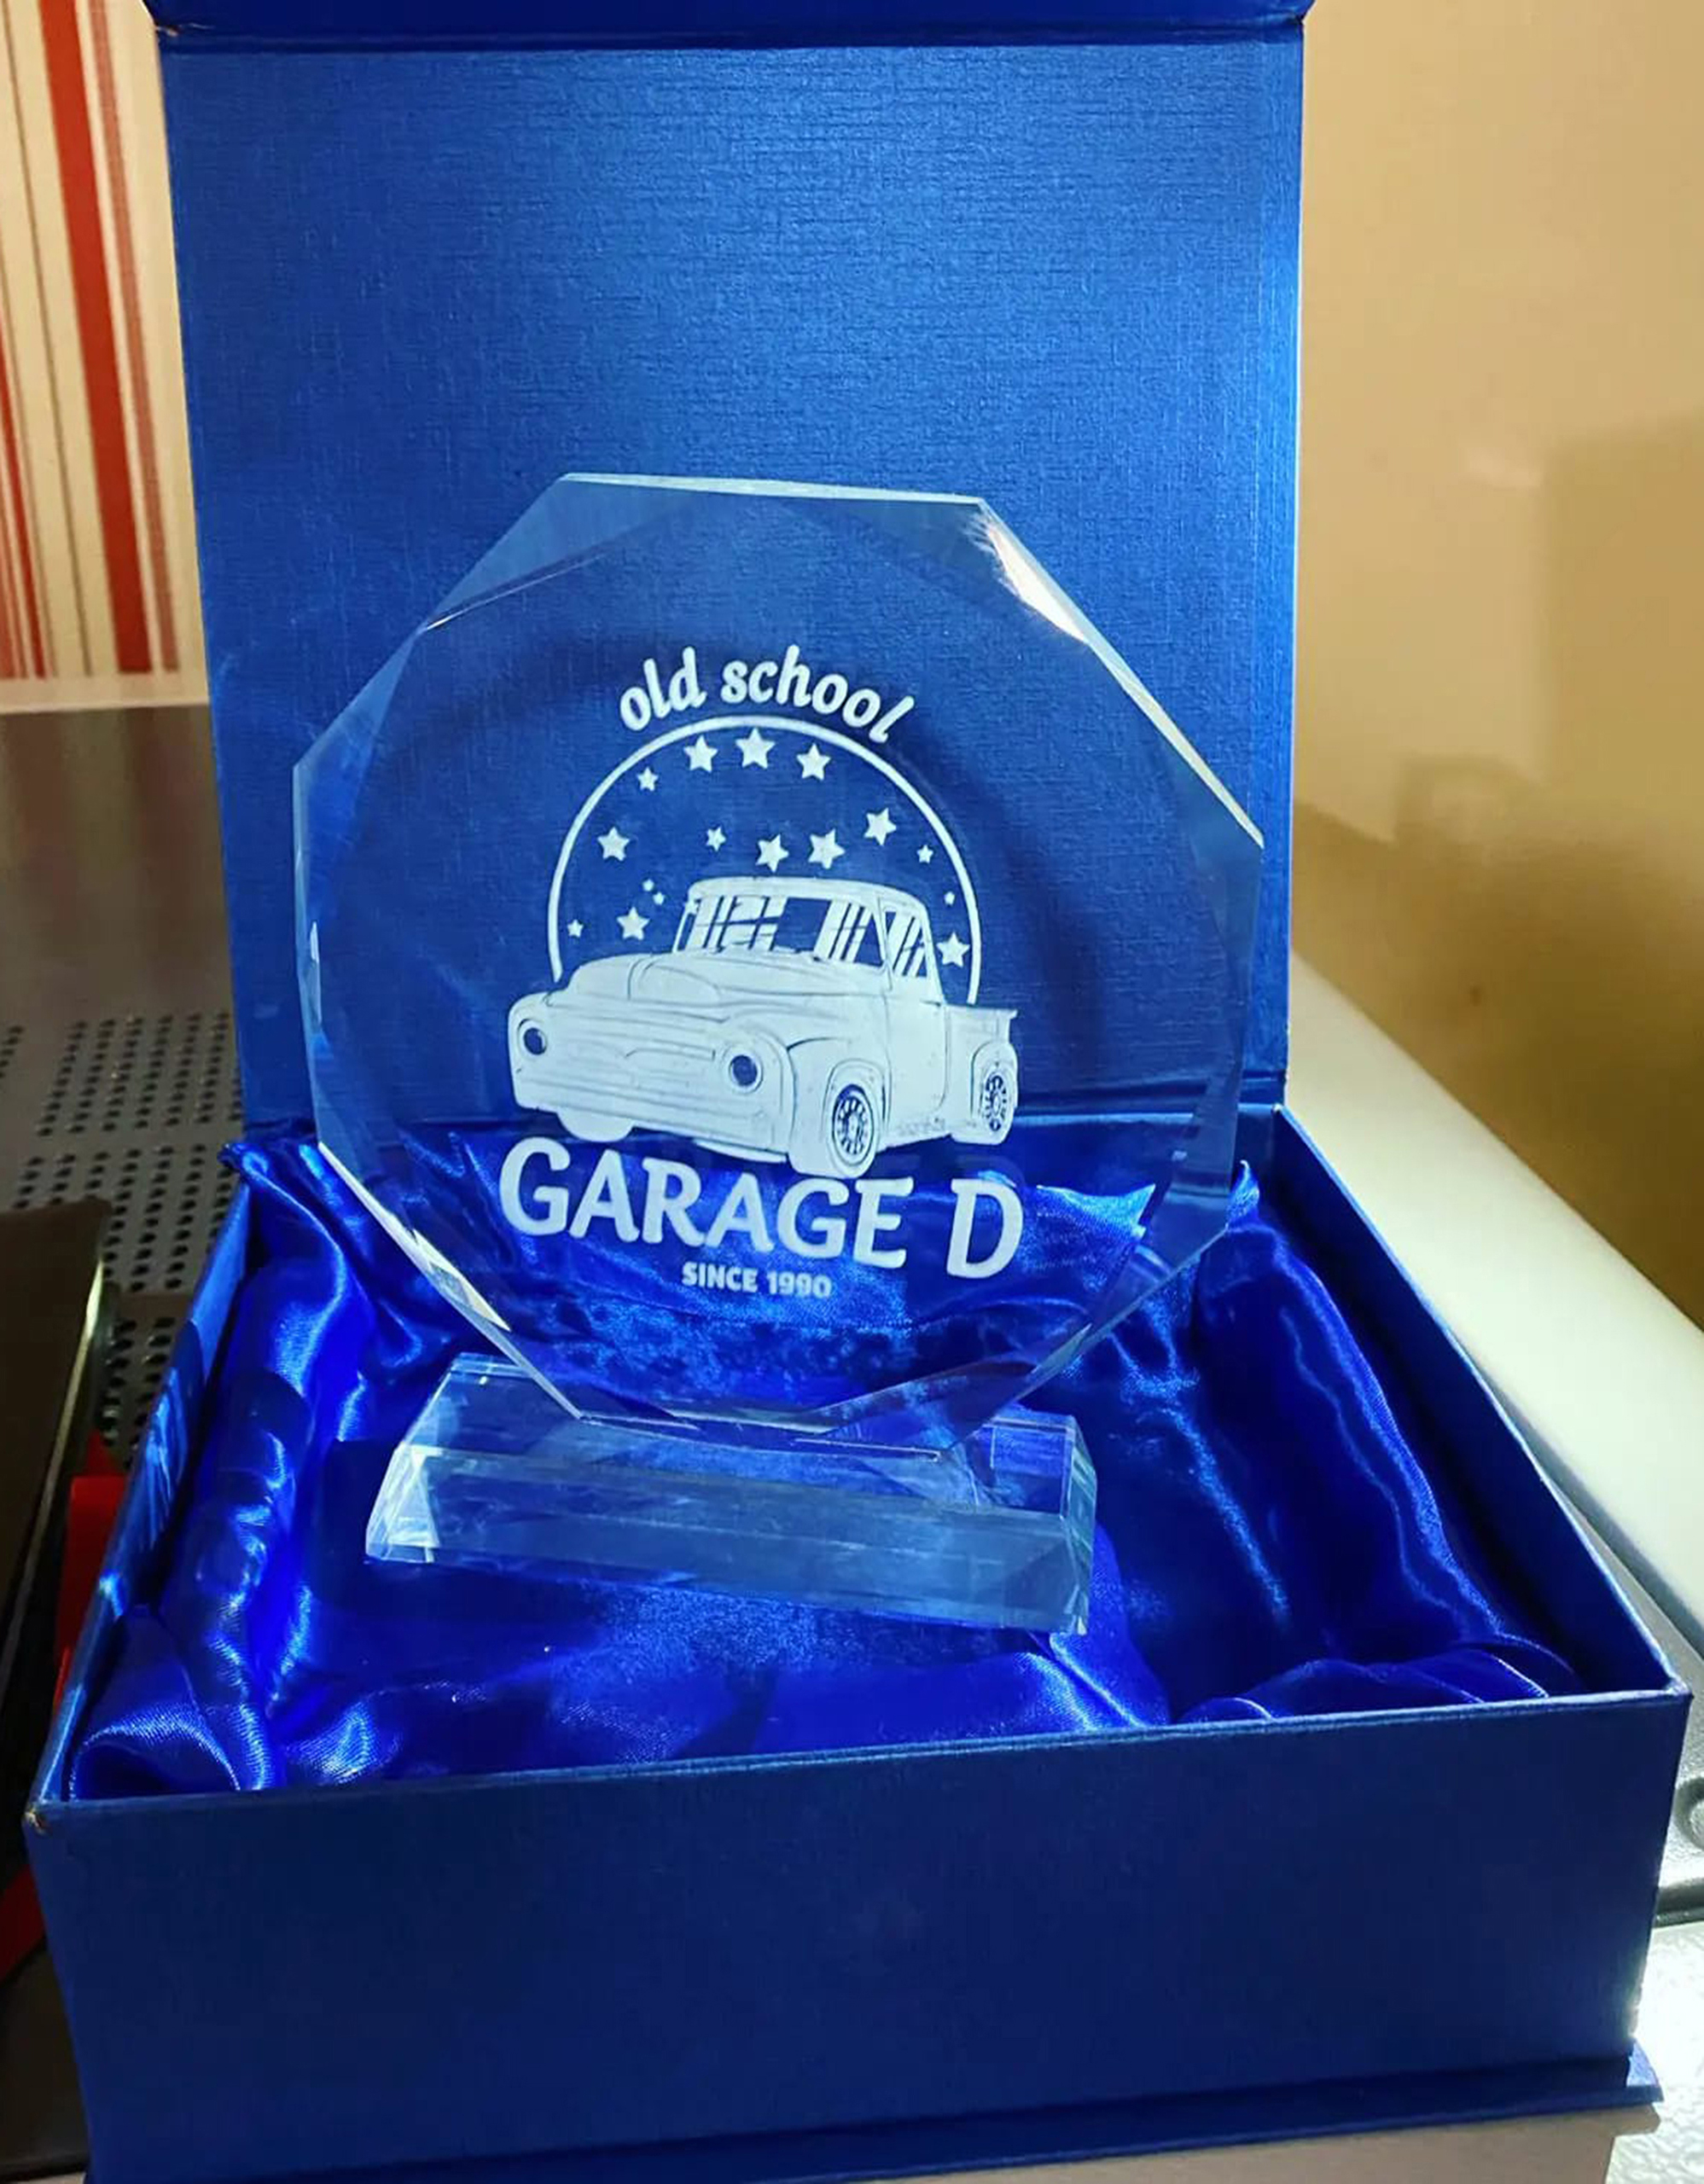 old school
GARAGE D
SINCE 1990